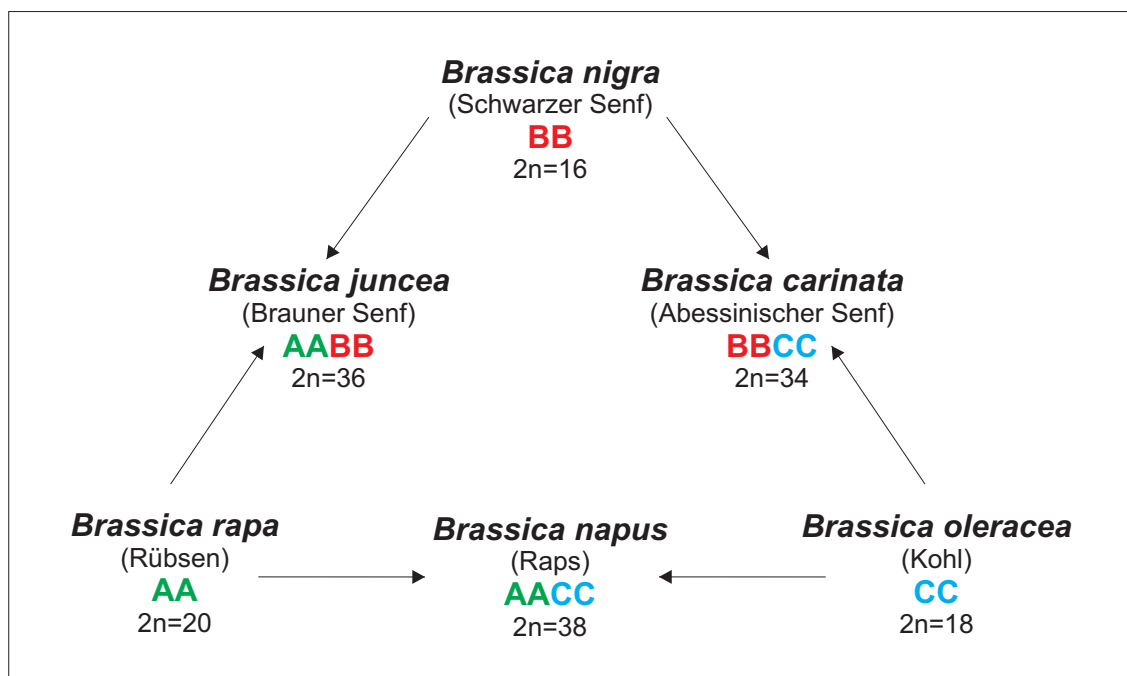 Brassica nigra
(Schwarzer Senf)
BB
2n=16
Brassica juncea
(Brauner Senf)
AABB
2n=36
Brassica carinata
(Abessinischer Senf)
BBCC
2n=34
Brassica rapa
(Rübsen)
AA
2n=20
Brassica napus
(Raps)
AACC
2n=38
Brassica oleracea
(Kohl)
CC
2n=18